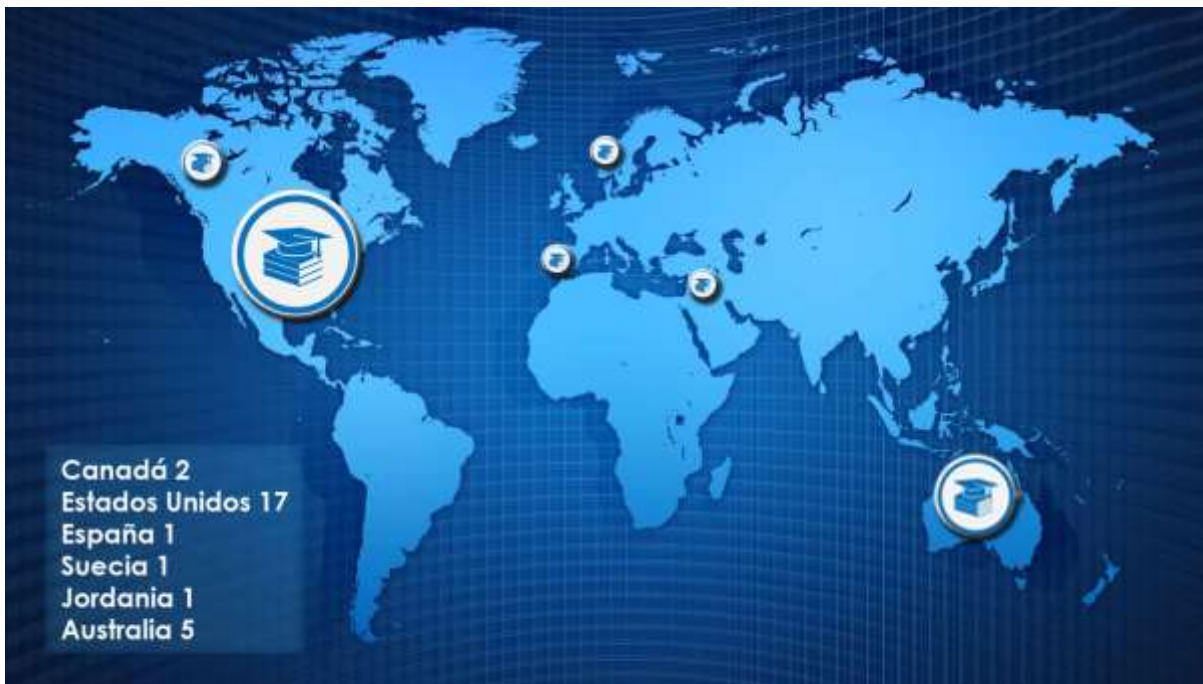 Canadá 2
Estados Unidos 17
España 1
Suecia 1
Jordania 1
Australia 5